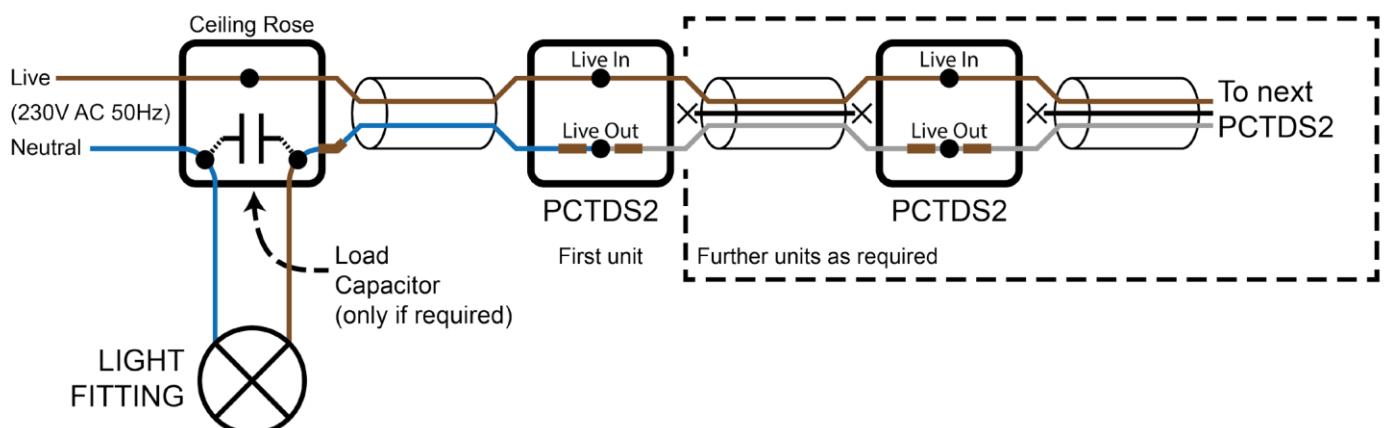 Ceiling Rose
Live
(230V AC 50Hz)
Neutral
Live In
Live Out
PCTDS2
First unit
Live In
Live Out
PCTDS2
Further units as required
To next
PCTDS2
Load
Capacitor
(only if required)
LIGHT
FITTING